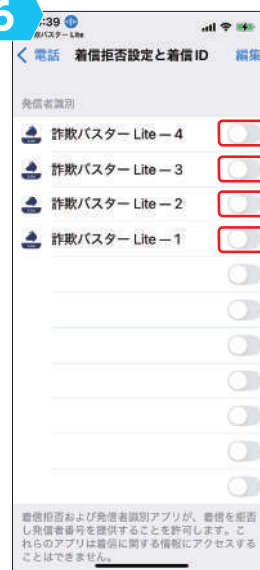 6
:39
詐欺バスター Lite
電話 着信拒否設定と着信ID 編集
発信者識別
詐欺バスター Lite — 4
詐欺バスター Lite — 3
詐欺バスター Lite — 2
詐欺バスター Lite — 1
着信拒否および発信者識別アプリが、着信を拒否
し発信者番号を提供することを許可します。こ
れらのアプリは着信に関する情報にアクセスする
ことはできません。